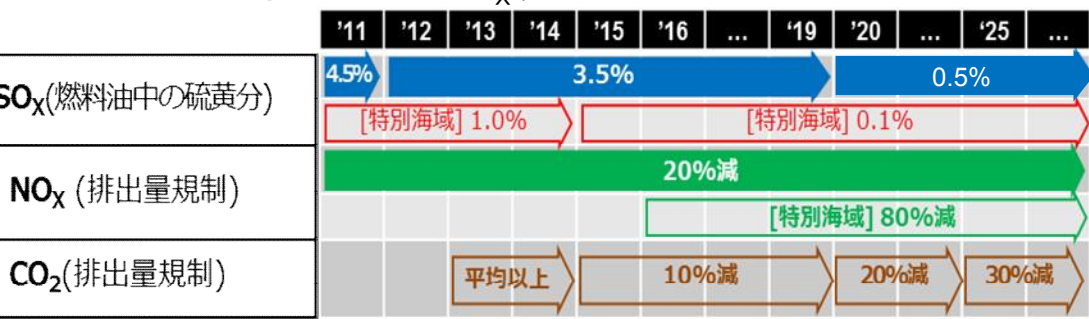 '11 '12 '13 '14 '15 '16 ... '19 '20 ... '25 ...
SOX(燃料油中の硫黄分) 4.5% 3.5% 0.5%
[特別海域] 1.0% [特別海域] 0.1%
NOX (排出量規制) 20%減
[特別海域] 80%減
CO2(排出量規制) 平均以上 10%減 20%減 30%減